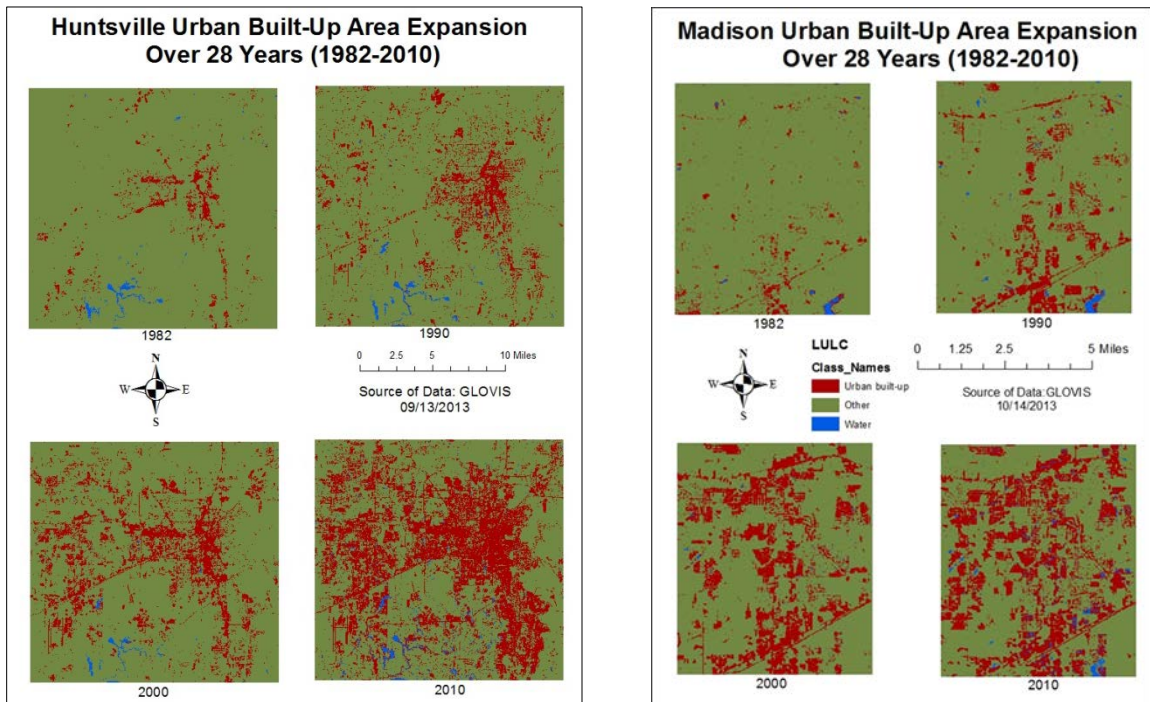 Huntsville Urban Built-Up Area Expansion
Over 28 Years (1982-2010)
1982
1990
N
W
E
S
0 2.5 5 10 Miles
Source of Data: GLOVIS
09/13/2013
2000
2010
Madison Urban Built-Up Area Expansion
Over 28 Years (1982-2010)
1982
1990
N
W
E
S
LULC
Class_Names
Urban built-up
Other
Water
0 1.25 2.5 5 Miles
Source of Data:GLOVIS
10/14/2013
2000
2010